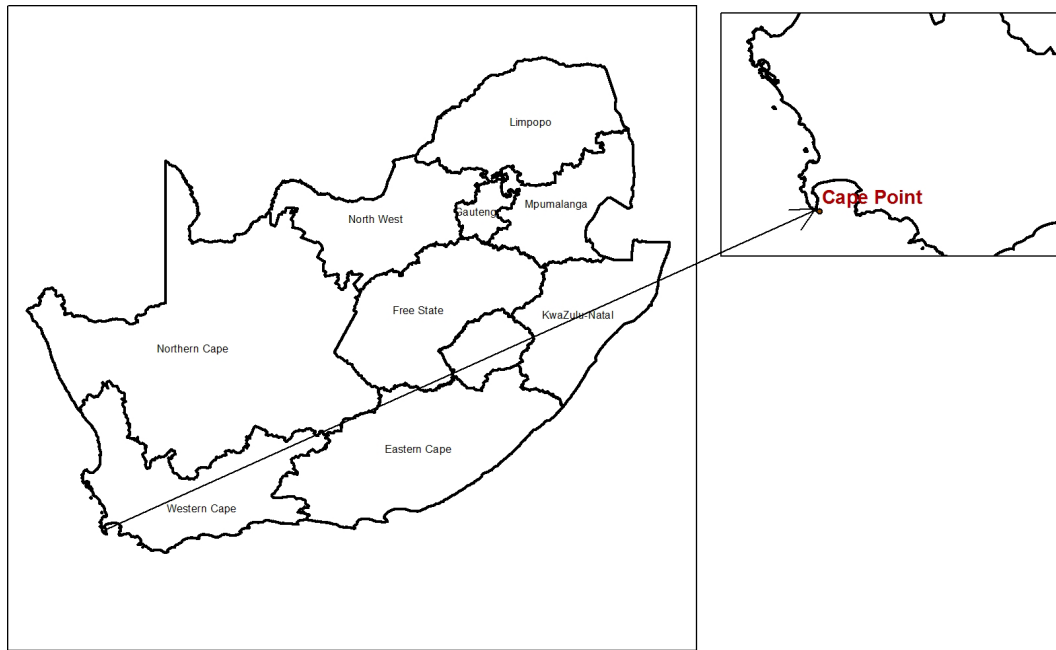 Limpopo
Cape Point
North West
Gauteng
Mpumalanga
Free State
KwaZulu-Natal
Northern Cape
Eastern Cape
Western Cape